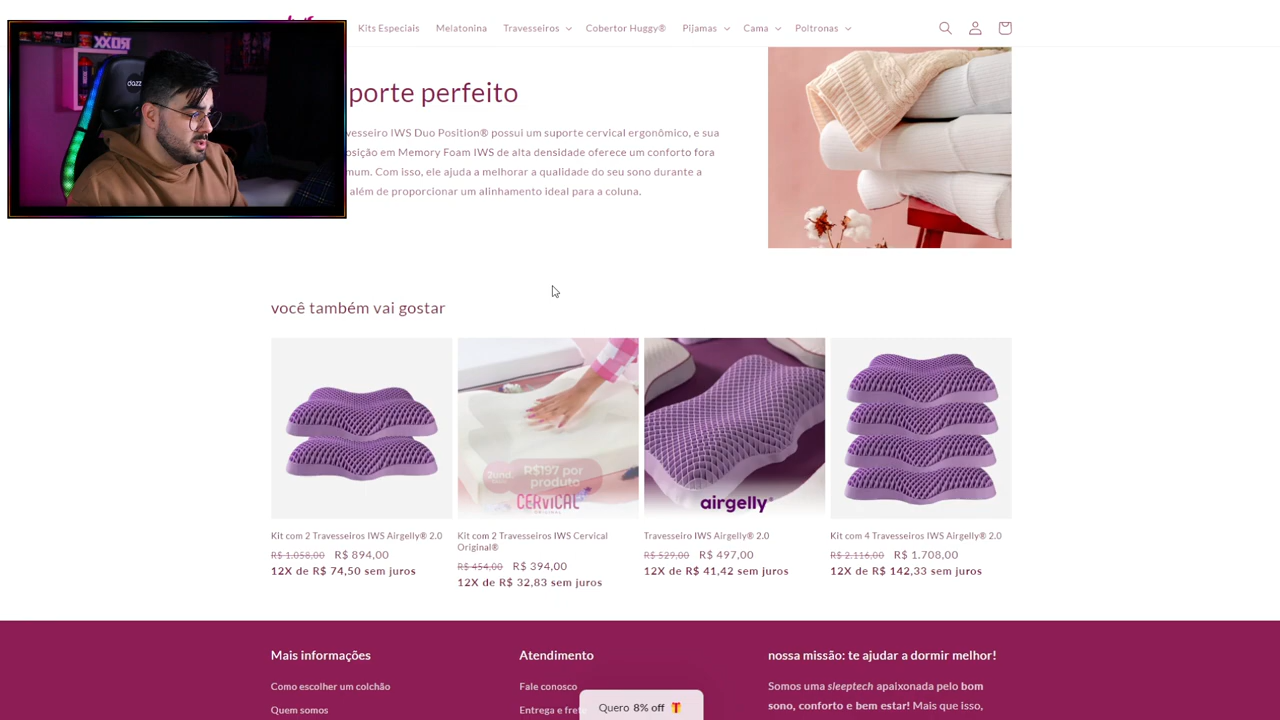 Kits Especiais
Melatonina
Travesseiros
Cobertor Huggy®
Pijamas
Cama
Poltronas
dazz
porte perfeito
vesseiro IWS Duo Position® possui um suporte cervical ergonômico, e sua
osição em Memory Foam IWS de alta densidade oferece um conforto fora
mum. Com isso, ele ajuda a melhorar a qualidade do seu sono durante a
além de proporcionar um alinhamento ideal para a coluna.
você também vai gostar
2und.
R$197 por
produto
CERVICAL
ORIGINAL
airgelly®
Kit com 2 Travesseiros IWS Airgelly® 2.0
R$ 1.058,00 R$ 894,00
12X de R$ 74,50 sem juros
Kit com 2 Travesseiros IWS Cervical
Original®
R$ 454,00 R$ 394,00
12X de R$ 32,83 sem juros
Travesseiro IWS Airgelly® 2.0
R$ 529,00 R$ 497,00
12X de R$ 41,42 sem juros
Kit com 4 Travesseiros IWS Airgelly® 2.0
R$ 2.116,00 R$ 1.708,00
12X de R$ 142,33 sem juros
Mais informações
Como escolher um colchão
Quem somos
Atendimento
Fale conosco
Entrega e frete
nossa missão: te ajudar a dormir melhor!
Somos uma sleeptech apaixonada pelo bom
sono, conforto e bem estar! Mais que isso,
Quero 8% off